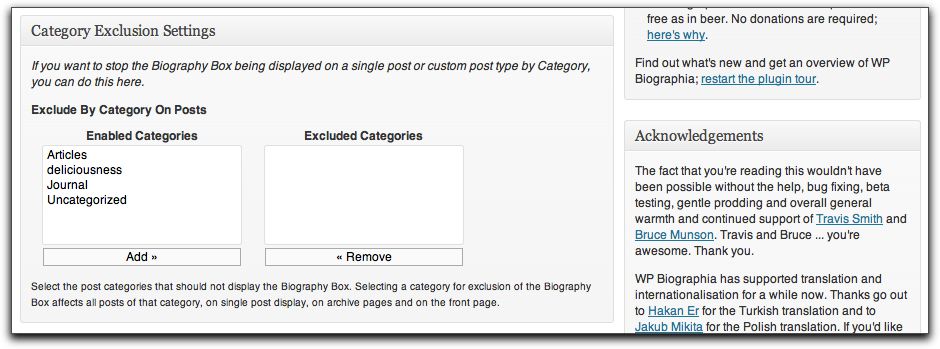 Category Exclusion Settings
If you want to stop the Biography Box being displayed on a single post or custom post type by Category,
you can do this here.
Exclude By Category On Posts
Enabled Categories
Articles
deliciousness
Journal
Uncategorized
Add »
Excluded Categories
« Remove
Select the post categories that should not display the Biography Box. Selecting a category for exclusion of the Biography
Box affects all posts of that category, on single post display, on archive pages and on the front page.
free as in beer. No donations are required;
here's why.
Find out what's new and get an overview of WP
Biographia; restart the plugin tour.
Acknowledgements
The fact that you're reading this wouldn't have
been possible without the help, bug fixing, beta
testing, gentle prodding and overall general
warmth and continued support of Travis Smith and
Bruce Munson. Travis and Bruce ... you're
awesome. Thank you.
WP Biographia has supported translation and
internationalisation for a while now. Thanks go out
to Hakan Er for the Turkish translation and to
Jakub Mikita for the Polish translation. If you'd like